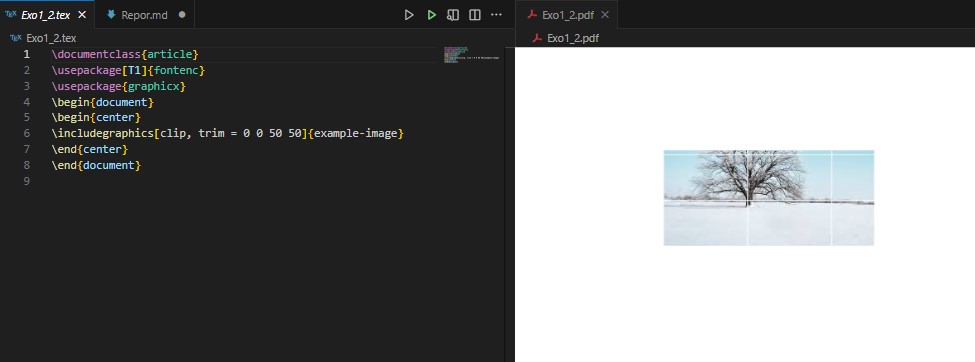 Exo1_2.tex
Repor.md
Exo1_2.pdf
Exo1_2.tex
Exo1_2.pdf
1 \documentclass{article}
2 \usepackage[T1]{fontenc}
3 \usepackage{graphicx}
4 \begin{document}
5 \begin{center}
6 \includegraphics[clip, trim = 0 0 50 50]{example-image}
7 \end{center}
8 \end{document}
9